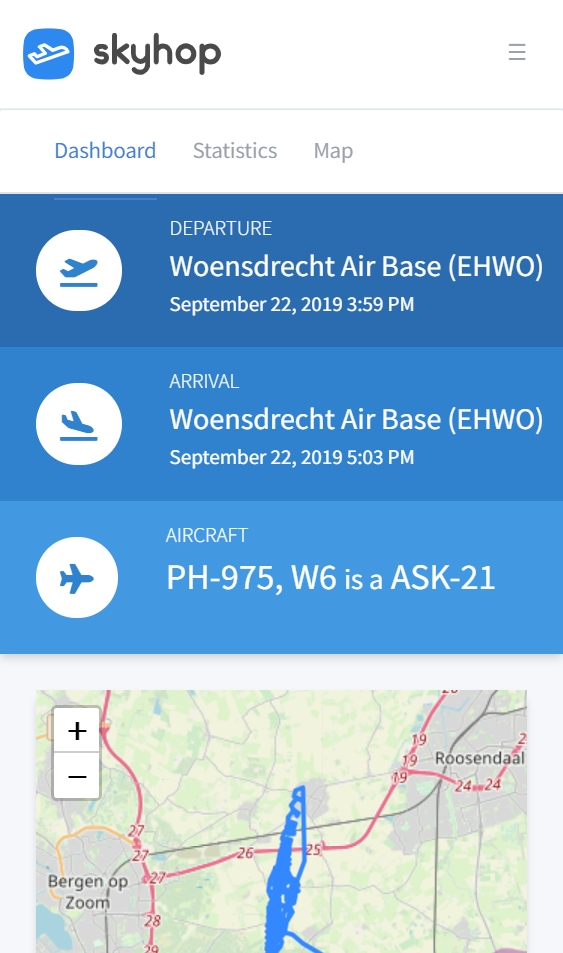 skyhop
Dashboard Statistics Map
DEPARTURE
Woensdrecht Air Base (EHWO)
September 22, 2019 3:59 PM
ARRIVAL
Woensdrecht Air Base (EHWO)
September 22, 2019 5:03 PM
AIRCRAFT
PH-975, W6 is a ASK-21
+
−
19
19
19
Roosendaal
24 24
27
27
27
26
25
Bergen op
Zoom
28
29